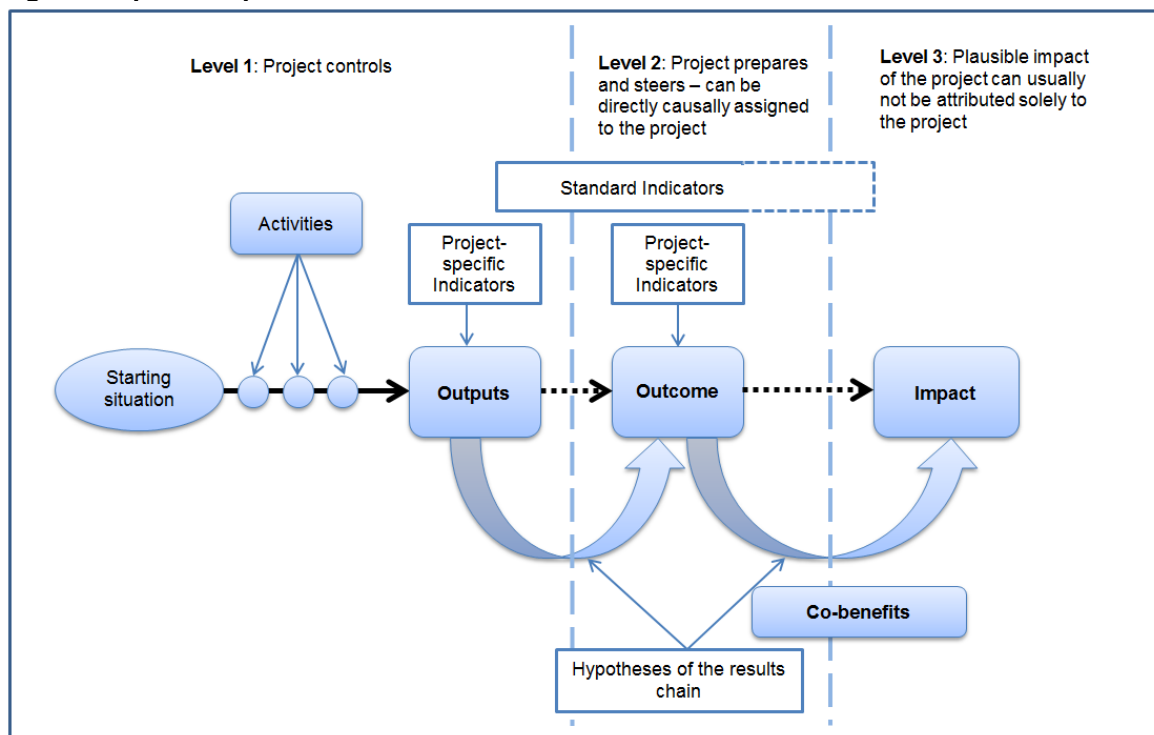 Level 1: Project controls
Level 2: Project prepares
and steers – can be
directly causally assigned
to the project
Level 3: Plausible impact
of the project can usually
not be attributed solely to
the project
Standard Indicators
Activities
Project-
specific
Indicators
Project-
specific
Indicators
Starting
situation
Outputs
Outcome
Impact
Co-benefits
Hypotheses of the results
chain